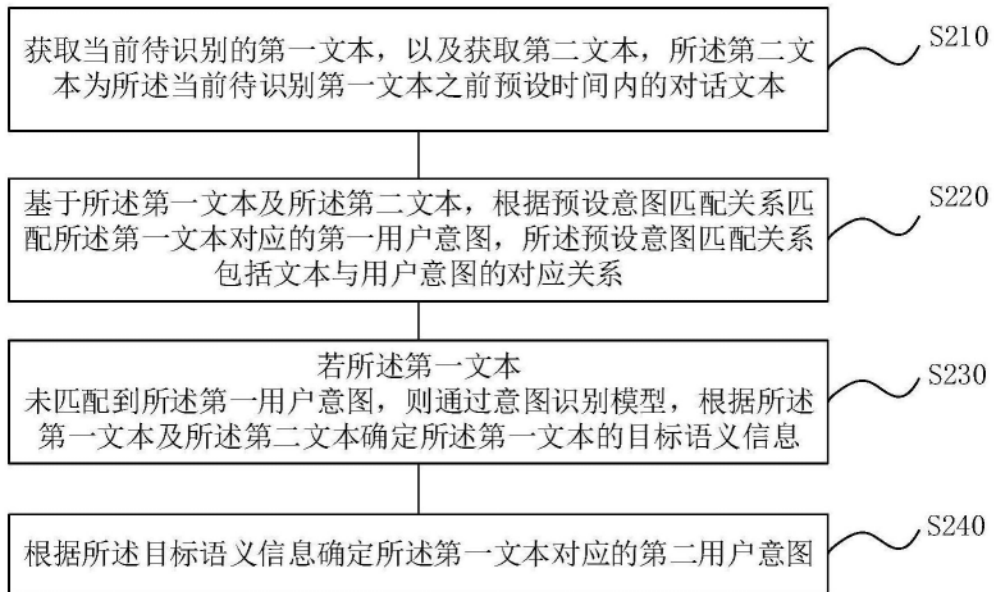 获取当前待识别的第一文本，以及获取第二文本，所述第二文
本为所述当前待识别第一文本之前预设时间内的对话文本
S210
基于所述第一文本及所述第二文本，根据预设意图匹配关系匹
配所述第一文本对应的第一用户意图，所述预设意图匹配关系
包括文本与用户意图的对应关系
S220
若所述第一文本
未匹配到所述第一用户意图，则通过意图识别模型，根据所述
第一文本及所述第二文本确定所述第一文本的目标语义信息
S230
根据所述目标语义信息确定所述第一文本对应的第二用户意图
S240